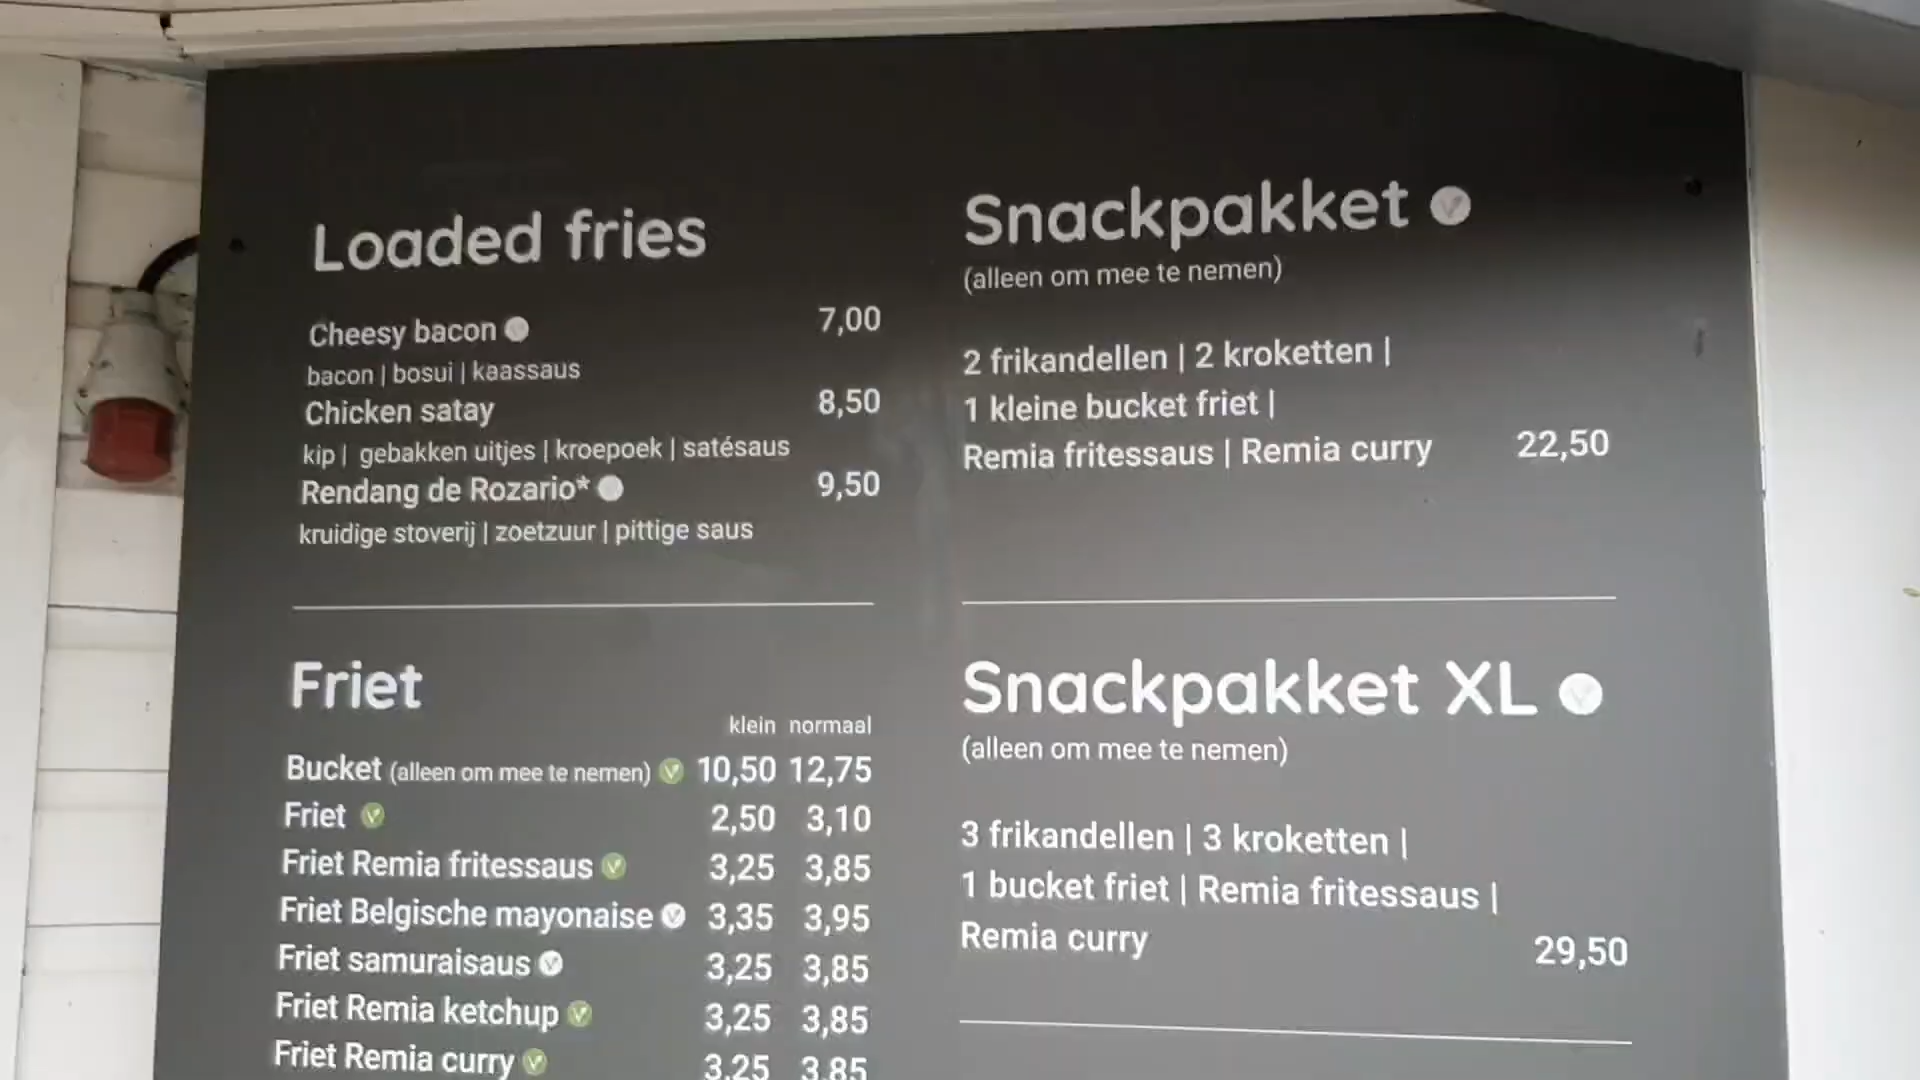 Loaded fries
Cheesy bacon 7,00
bacon | bosui | kaassaus
Chicken satay 8,50
kip | gebakken uitjes | kroepoek | satésaus
Rendang de Rozario* 9,50
kruidige stoverij | zoetzuur | pittige saus
Friet
klein normaal
Bucket (alleen om mee te nemen) 10,50 12,75
Friet 2,50 3,10
Friet Remia fritessaus 3,25 3,85
Friet Belgische mayonaise 3,35 3,95
Friet samuraisaus 3,25 3,85
Friet Remia ketchup 3,25 3,85
Friet Remia curry 3,25 3,85
Snackpakket
(alleen om mee te nemen)
2 frikandellen | 2 kroketten |
1 kleine bucket friet |
Remia fritessaus | Remia curry 22,50
Snackpakket XL
(alleen om mee te nemen)
3 frikandellen | 3 kroketten |
1 bucket friet | Remia fritessaus |
Remia curry 29,50